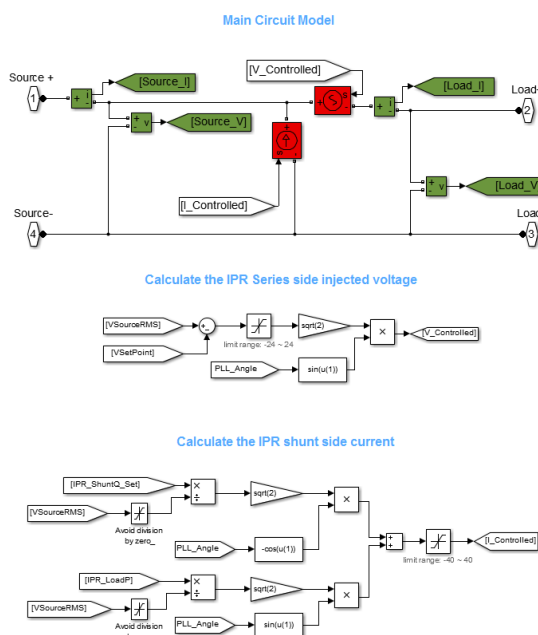 Main Circuit Model
[V_Controlled]
Source +
[Source_I]
[Load_I]
+ i -
1
+ s -
+ i -
Load
2
+ - v
[Source_V]
+ - v
[Load_V
[I_Controlled]
Source-
Load
4
3
Calculate the IPR Series side injected voltage
[VSourceRMS]
+-
sqrt(2)
×
[V_Controlled]
[VSetPoint]
limit range: -24 ~ 24
PLL_Angle
sin(u(1))
Calculate the IPR shunt side current
[IPR_ShuntQ_Set]
× ÷
sqrt(2)
×
[VSourceRMS]
Avoid division
by zero_
PLL_Angle
-cos(u(1))
+ +
[I_Controlled]
limit range: -40 ~ 40
[IPR_LoadP]
× ÷
sqrt(2)
×
[VSourceRMS]
Avoid division
PLL_Angle
sin(u(1))